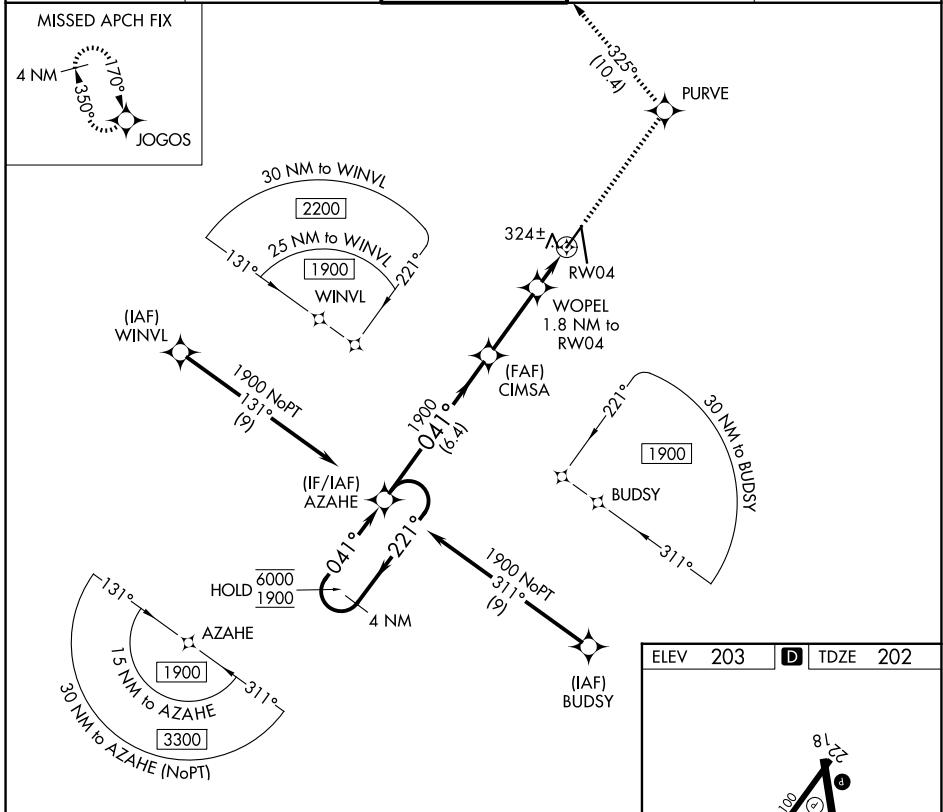 MISSED APCH FIX
4 NM
170°
350°
JOGOS
325°
(10.4)
PURVE
30 NM to WINVL
2200
25 NM to WINVL
1900
131°
221°
WINVL
324±
RW04
WOPEL
1.8 NM to
RW04
(IAF)
WINVL
1900 NoPT
131°
(9)
(FAF)
CIMSA
1900
041°
(6.4)
(IF/IAF)
AZAHE
041°
221°
HOLD
6000
1900
4 NM
221°
30 NM to BUDSY
1900
BUDSY
311°
1900 NoPT
311°
(9)
(IAF)
BUDSY
131°
AZAHE
1900
15 NM to AZAHE
311°
3300
30 NM to AZAHE (NoPT)
ELEV 203 D TDZE 202
18
22
P
P
100